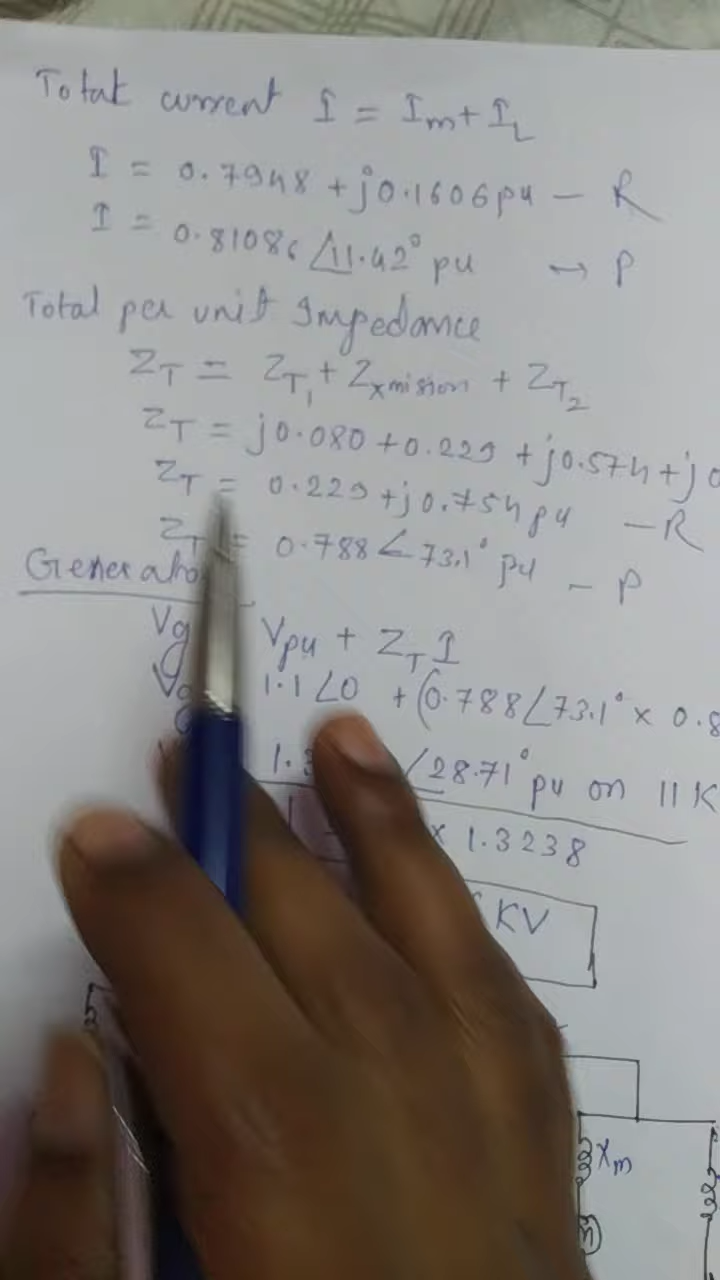 Total current I = Im + IL
I = 0.7948 + j0.1606 pu — R
I = 0.81086 ∠11.42° pu → P
Total per unit Impedance
ZT = ZT1 + Zxmision + ZT2
ZT = j0.080 + 0.229 + j0.574 + j0
ZT = 0.229 + j0.754 pu — R
ZT = 0.788 ∠73.1° pu — P
Vg Vpu + ZT I
1.1∠0 + (0.788∠73.1° x 0.8
∠28.71° pu on 11 K
x 1.3238
KV
Xm